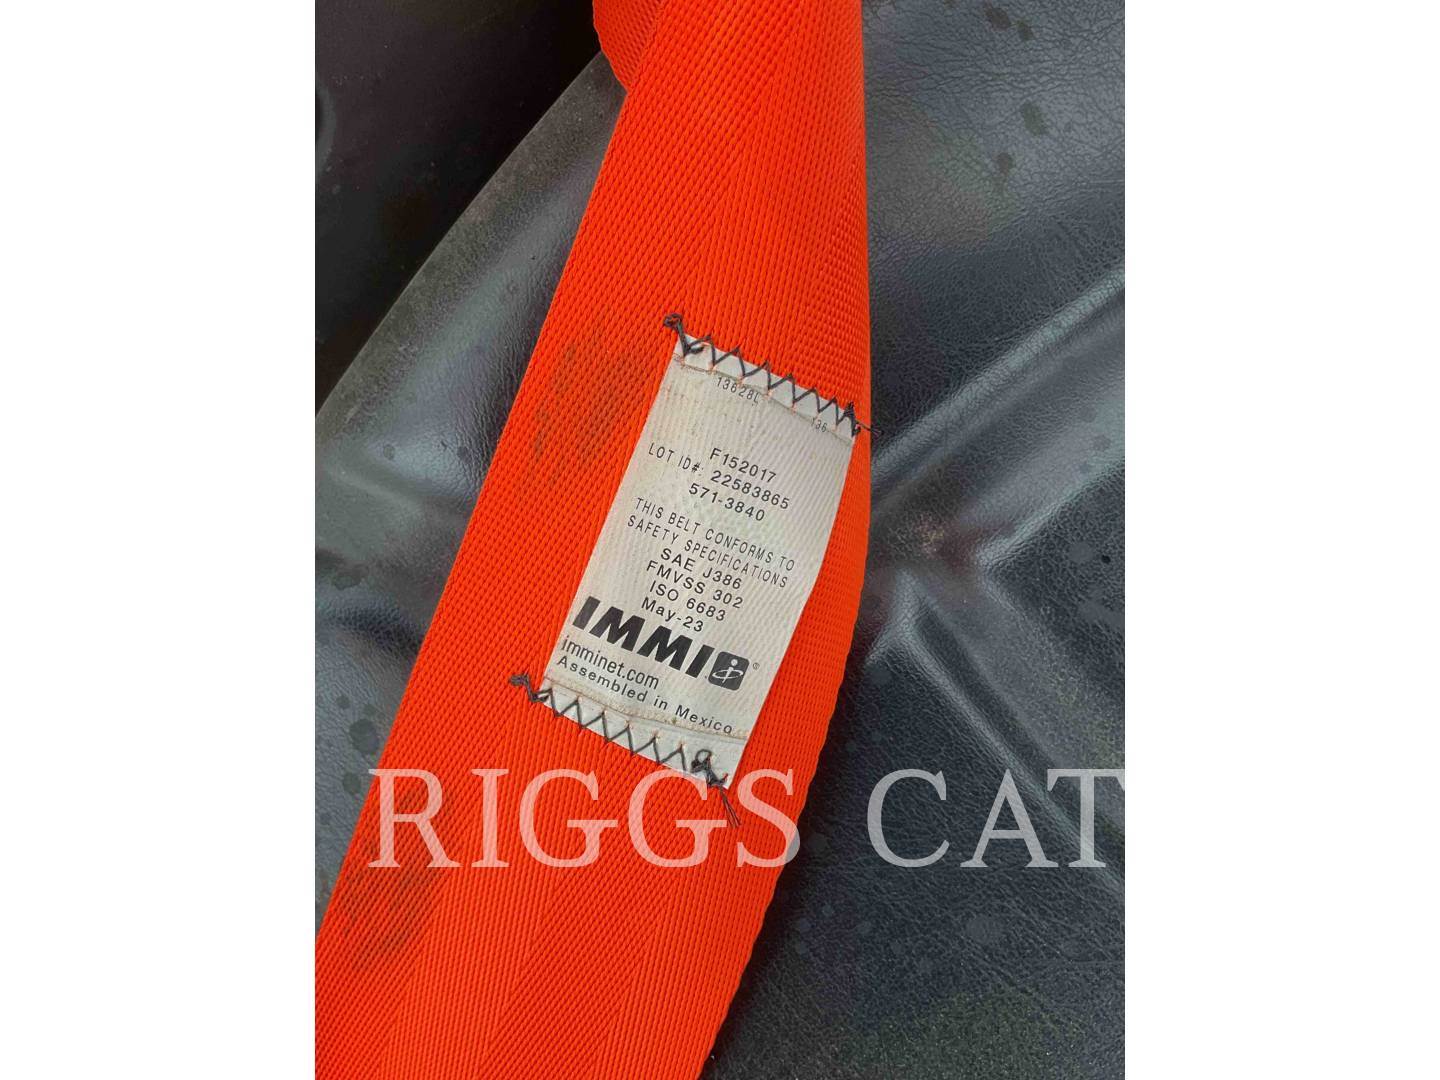 13628L 136
F152017
LOT ID#: 22583865
571-3840
THIS BELT CONFORMS TO
SAFETY SPECIFICATIONS
SAE J386
FMVSS 302
ISO 6683
May-23
IMMI®
imminet.com
Assembled in Mexico
RIGGS CAT